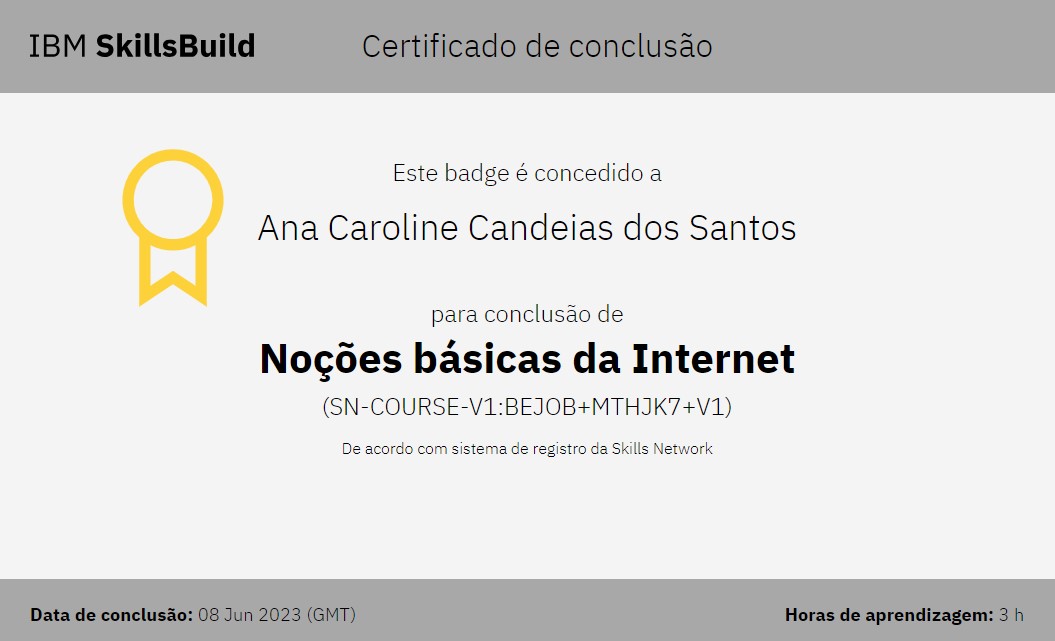 IBM SkillsBuild
Certificado de conclusão
Este badge é concedido a
Ana Caroline Candeias dos Santos
para conclusão de
Noções básicas da Internet
(SN-COURSE-V1:BEJOB+MTHJK7+V1)
De acordo com sistema de registro da Skills Network
Data de conclusão: 08 Jun 2023 (GMT)
Horas de aprendizagem: 3 h